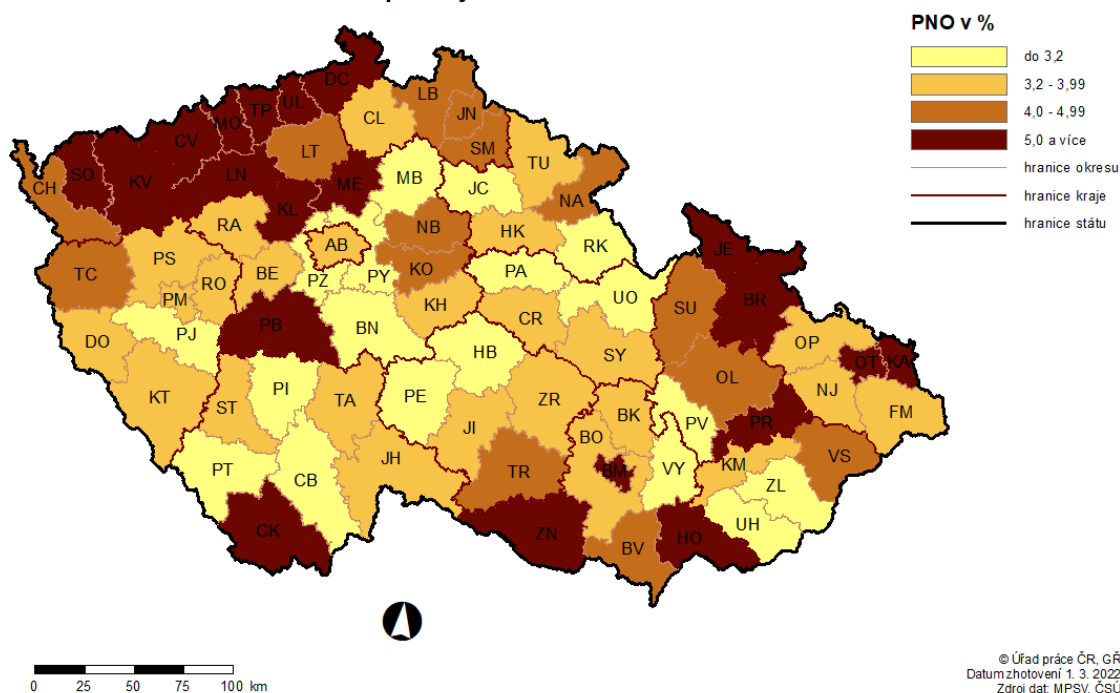 PNO v %
do 3,2
3,2 - 3,99
4,0 - 4,99
5,0 a více
hranice okresu
hranice kraje
hranice státu
DC
LB
UL
TP
JN
MO
CL
CV
SM
LT
TU
SO
KV
LN
ME
MB
JC
CH
KL
NA
RA
NB
HK
AB
RK
JE
PS
BE
KO
PA
TC
RO
PZ
PY
UO
BR
PM
KH
SU
PB
BN
CR
PJ
DO
OP
SY
HB
OT
KA
OL
KT
PI
PE
ST
TA
ZR
NJ
FM
BK
PR
PV
JI
BO
JH
VS
KM
PT
TR
BM
VY
CB
ZL
UH
CK
ZN
HO
BV
0 25 50 75 100 km
© Úřad práce ČR, GŘ
Datum zhotovení 1. 3. 2022
Zdroj dat: MPSV, ČSÚ